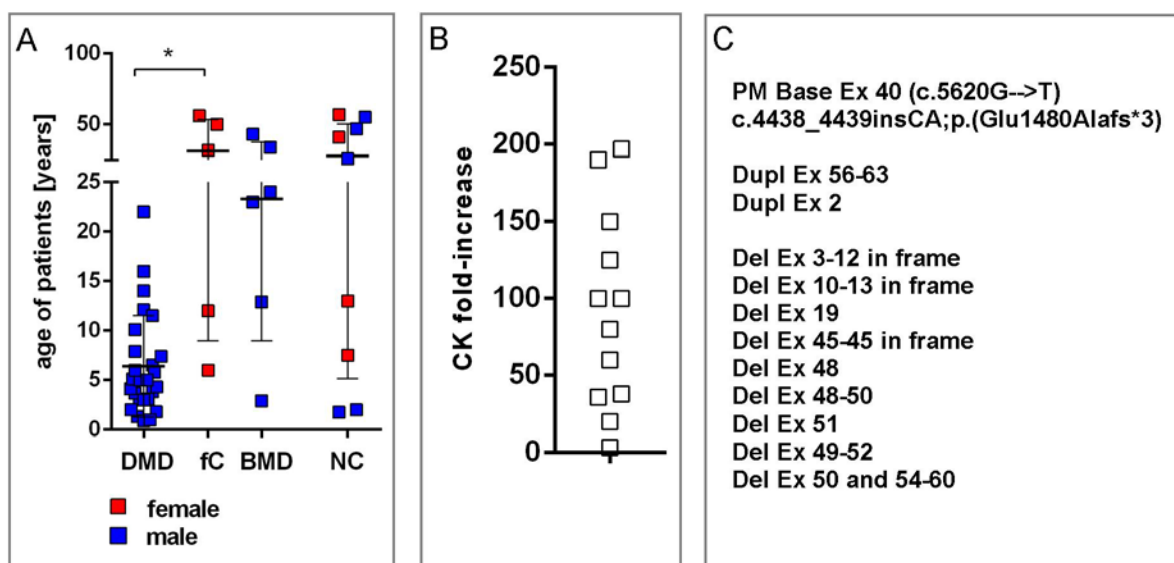 A
*
100
50
25
20
15
10
5
0
age of patients [years]
DMD fC BMD NC
female
male
B
250
200
150
100
50
0
CK fold-increase
C
PM Base Ex 40 (c.5620G-->T)
c.4438_4439insCA;p.(Glu1480Alafs*3)
Dupl Ex 56-63
Dupl Ex 2
Del Ex 3-12 in frame
Del Ex 10-13 in frame
Del Ex 19
Del Ex 45-45 in frame
Del Ex 48
Del Ex 48-50
Del Ex 51
Del Ex 49-52
Del Ex 50 and 54-60